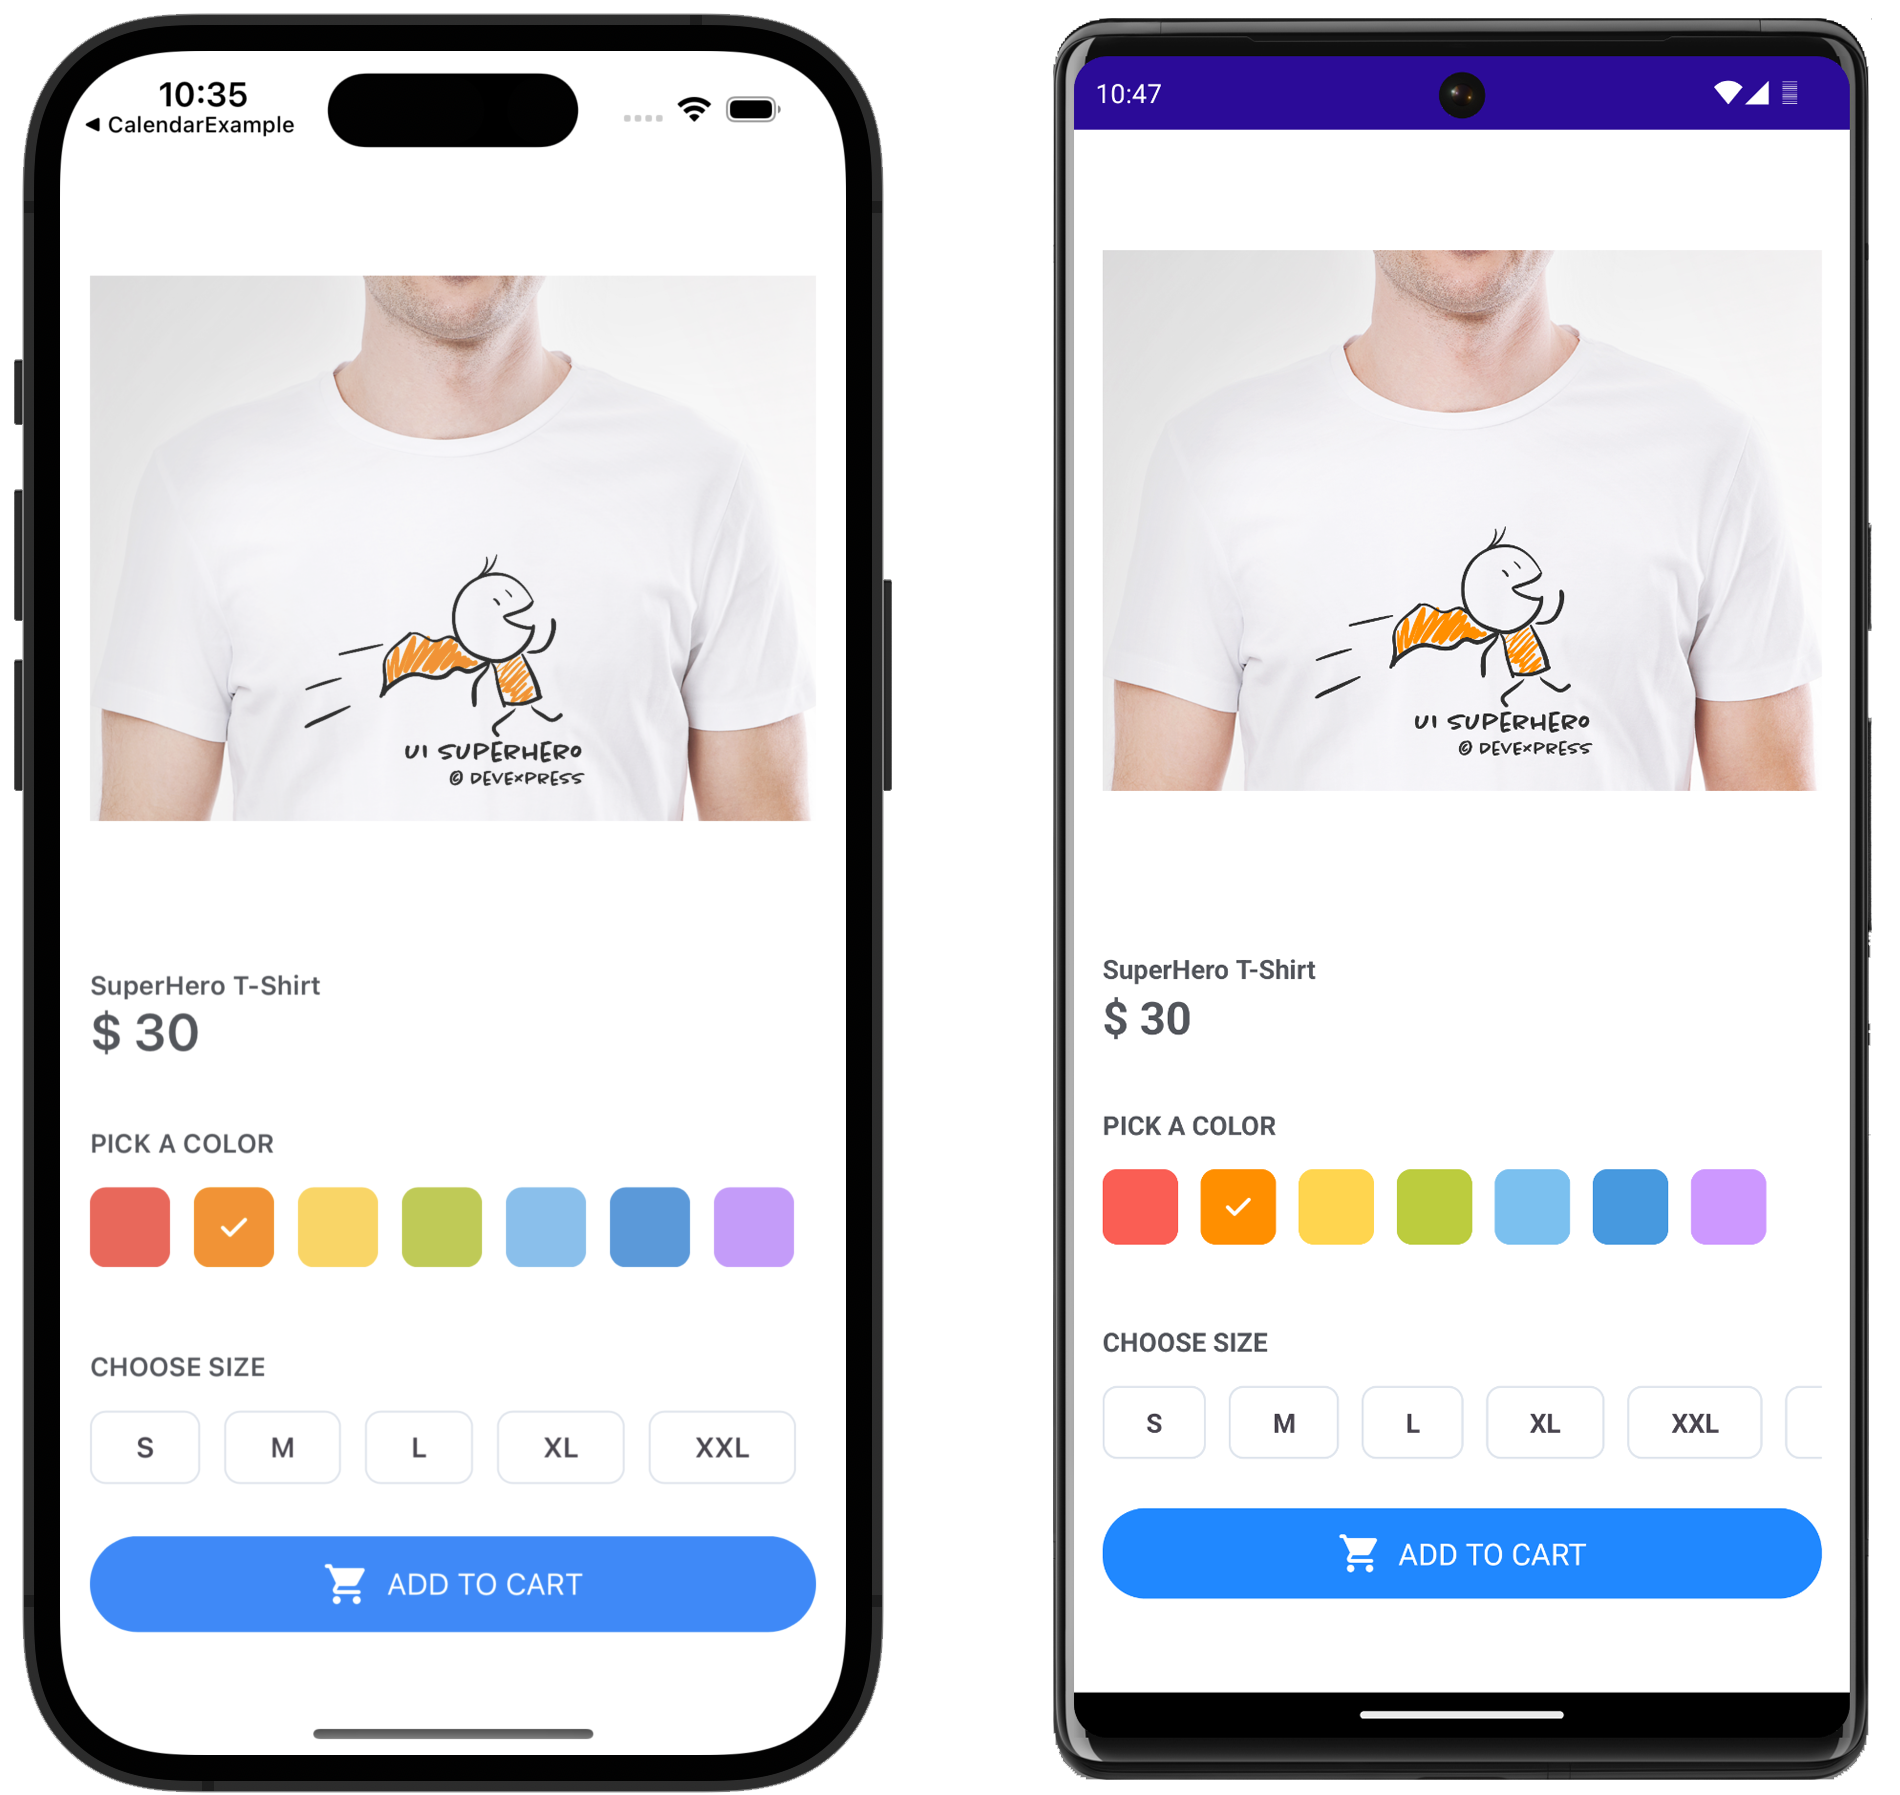 10:35
CalendarExample
UI SUPERHERO
© DEVEXPRESS
SuperHero T-Shirt
$ 30
PICK A COLOR
CHOOSE SIZE
S M L XL XXL
ADD TO CART
10:47
UI SUPERHERO
© DEVEXPRESS
SuperHero T-Shirt
$ 30
PICK A COLOR
CHOOSE SIZE
S M L XL XXL
ADD TO CART